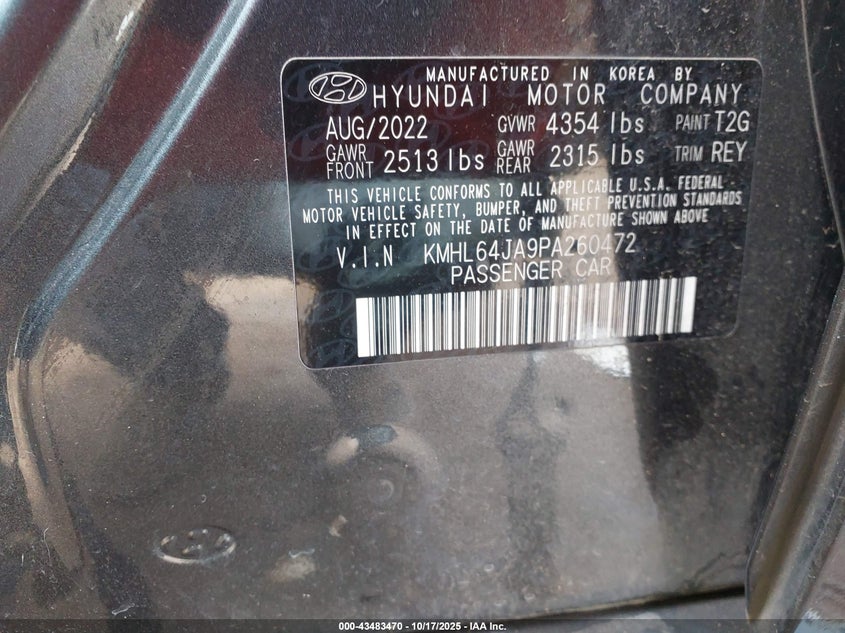 MANUFACTURED IN KOREA BY
HYUNDAI MOTOR COMPANY
AUG/2022 GVWR 4354 lbs PAINT T2G
GAWR FRONT 2513 lbs GAWR REAR 2315 lbs TRIM REY
THIS VEHICLE CONFORMS TO ALL APPLICABLE U.S.A. FEDERAL
MOTOR VEHICLE SAFETY, BUMPER, AND THEFT PREVENTION STANDARDS
IN EFFECT ON THE DATE OF MANUFACTURE SHOWN ABOVE
V.I.N KMHL64JA9PA260472
PASSENGER CAR
000-43483470 | 10/17/2025 - IAA Inc.